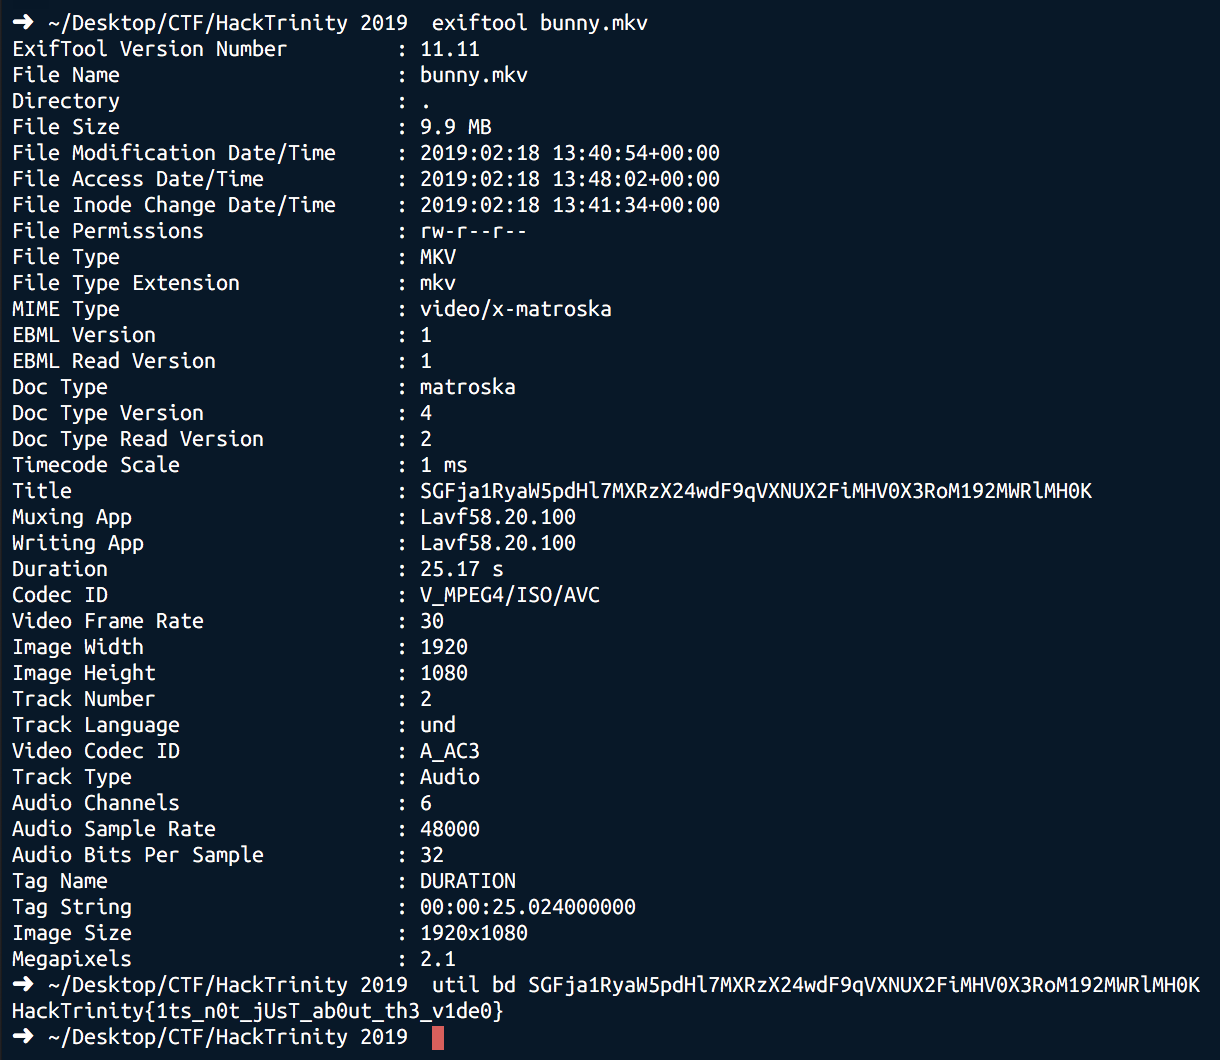 ➜ ~/Desktop/CTF/HackTrinity 2019 exiftool bunny.mkv
ExifTool Version Number : 11.11
File Name : bunny.mkv
Directory : .
File Size : 9.9 MB
File Modification Date/Time : 2019:02:18 13:40:54+00:00
File Access Date/Time : 2019:02:18 13:48:02+00:00
File Inode Change Date/Time : 2019:02:18 13:41:34+00:00
File Permissions : rw-r--r--
File Type : MKV
File Type Extension : mkv
MIME Type : video/x-matroska
EBML Version : 1
EBML Read Version : 1
Doc Type : matroska
Doc Type Version : 4
Doc Type Read Version : 2
Timecode Scale : 1 ms
Title : SGFja1RyaW5pdHl7MXRzX24wdF9qVXNUX2FiMHV0X3RoM192MWRlMH0K
Muxing App : Lavf58.20.100
Writing App : Lavf58.20.100
Duration : 25.17 s
Codec ID : V_MPEG4/ISO/AVC
Video Frame Rate : 30
Image Width : 1920
Image Height : 1080
Track Number : 2
Track Language : und
Video Codec ID : A_AC3
Track Type : Audio
Audio Channels : 6
Audio Sample Rate : 48000
Audio Bits Per Sample : 32
Tag Name : DURATION
Tag String : 00:00:25.024000000
Image Size : 1920x1080
Megapixels : 2.1
➜ ~/Desktop/CTF/HackTrinity 2019 util bd SGFja1RyaW5pdHl7MXRzX24wdF9qVXNUX2FiMHV0X3RoM192MWRlMH0K
HackTrinity{1ts_n0t_jUsT_ab0ut_th3_v1de0}
➜ ~/Desktop/CTF/HackTrinity 2019